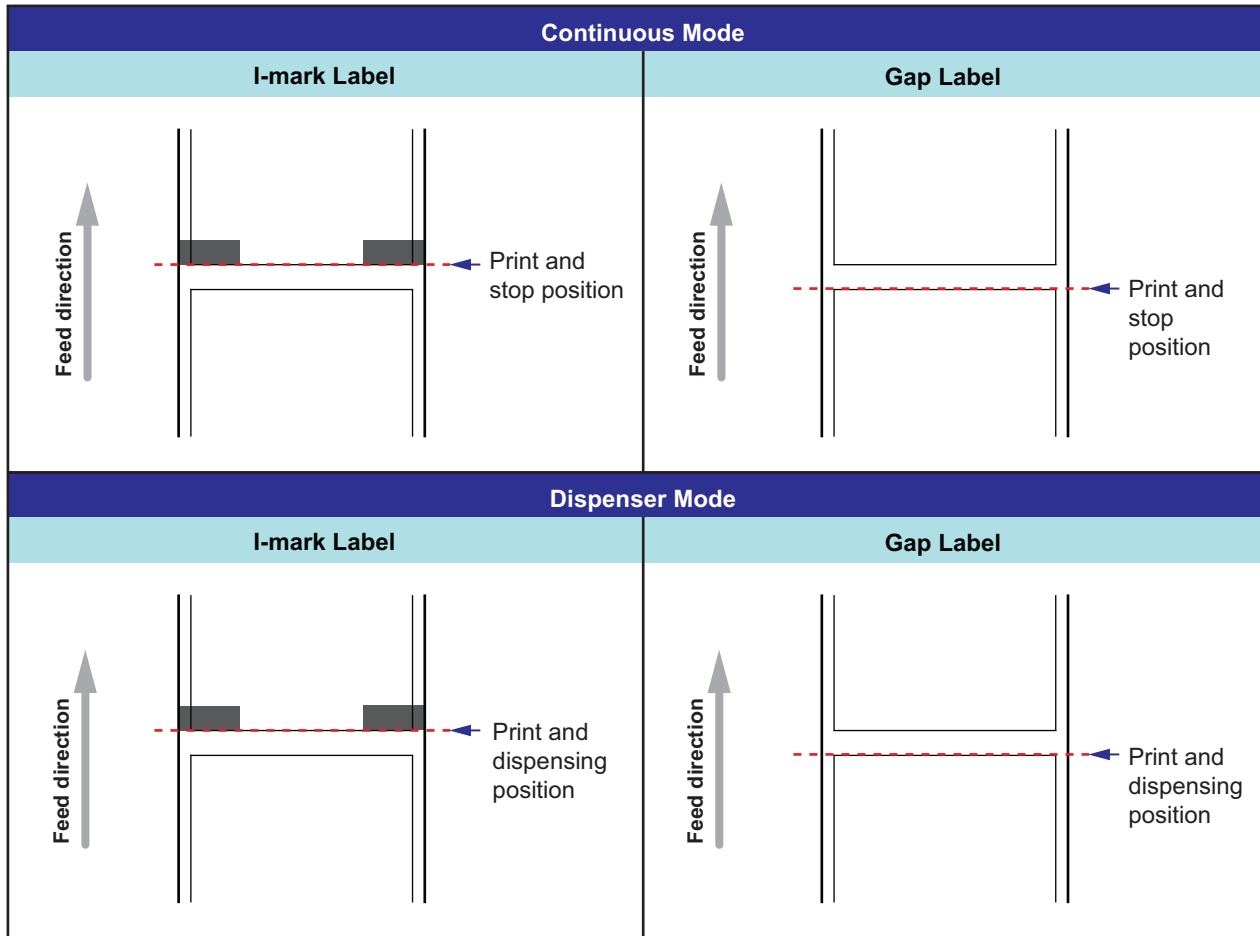 Continuous Mode
I-mark Label
Gap Label
Feed direction
Print and
stop position
Feed direction
Print and
stop
position
Dispenser Mode
I-mark Label
Gap Label
Feed direction
Print and
dispensing
position
Feed direction
Print and
dispensing
position